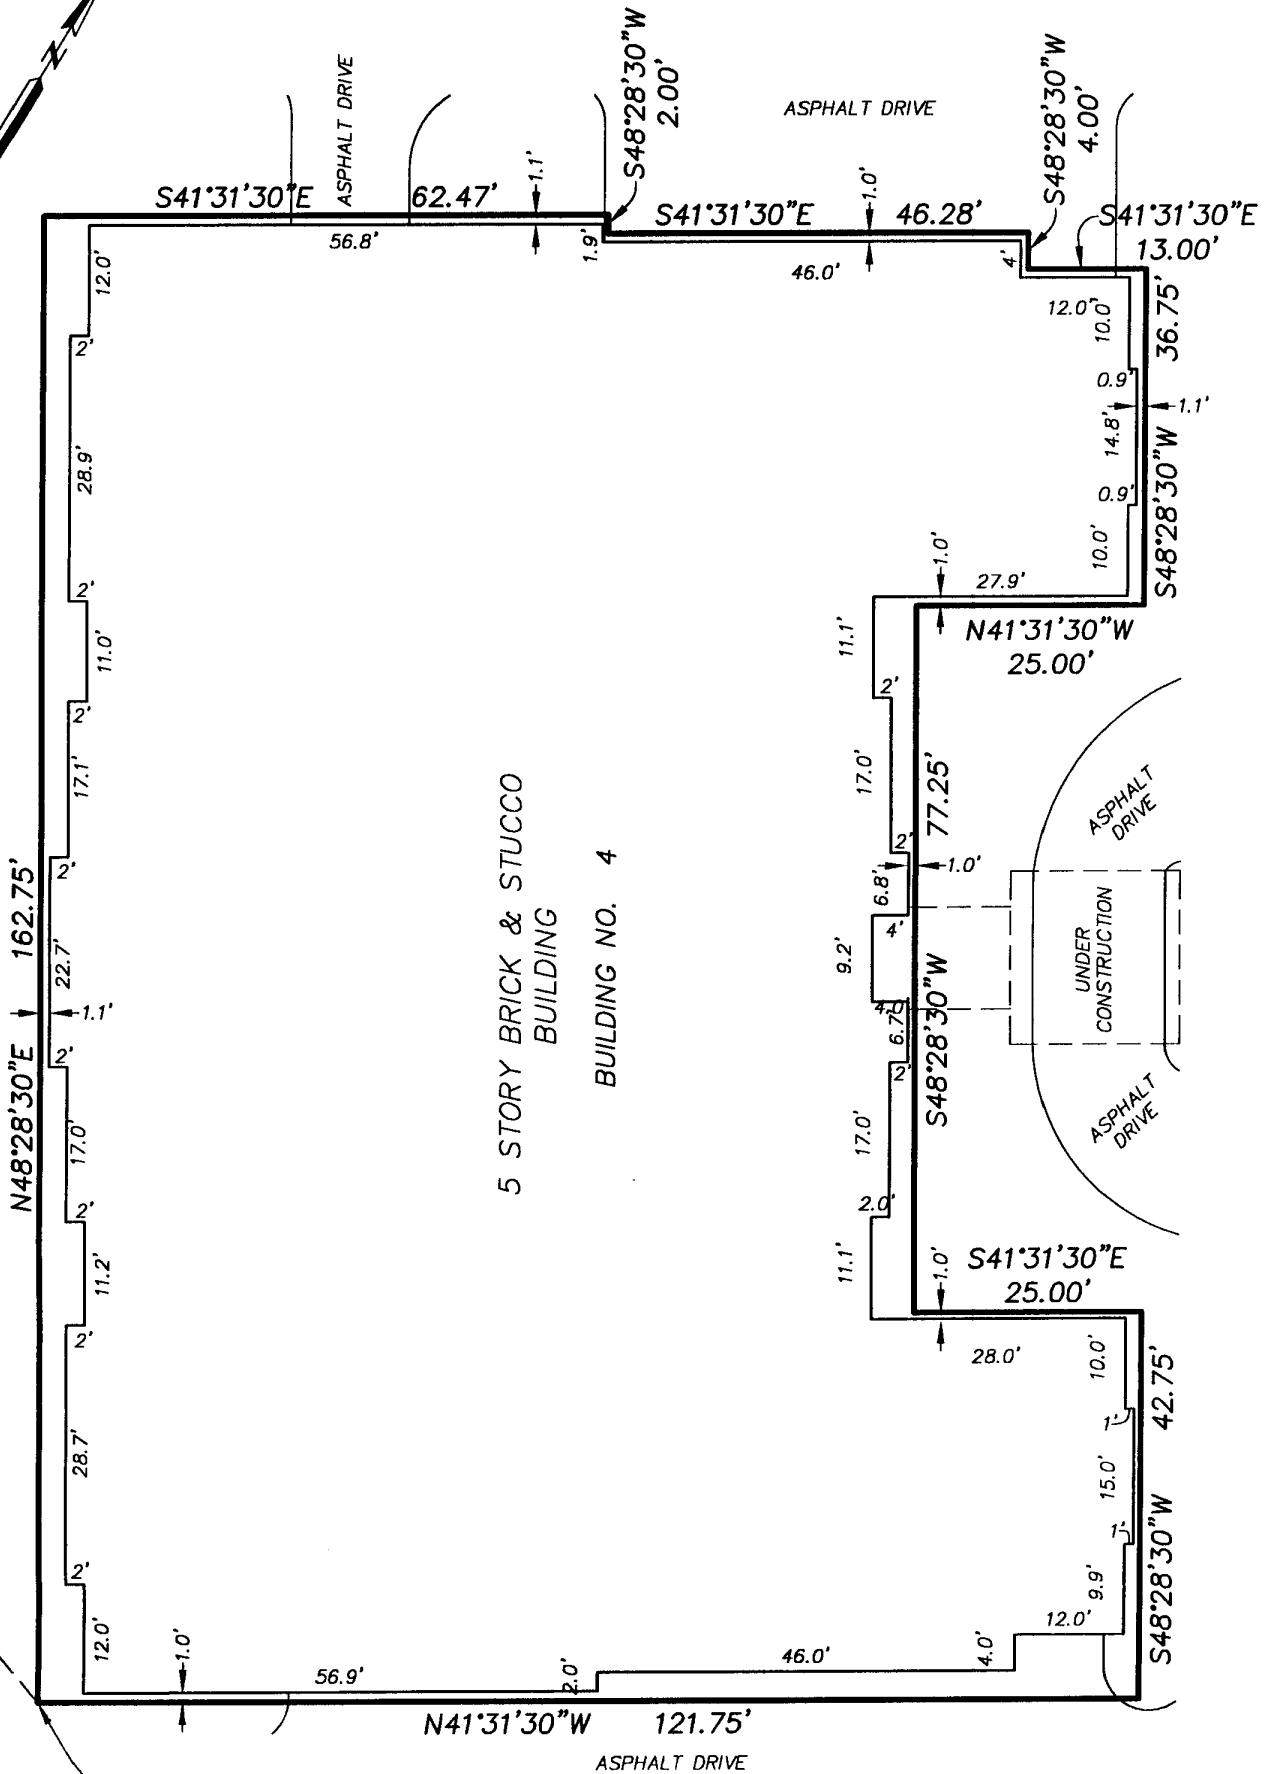 N
ASPHALT DRIVE
S48°28'30"W
2.00'
ASPHALT DRIVE
S48°28'30"W
4.00'
S41°31'30"E 62.47'
1.1'
S41°31'30"E 46.28'
1.0'
S41°31'30"E
13.00'
56.8'
1.9'
46.0'
4'
12.0'
12.0'
10.0'
36.75'
2'
0.9'
1.1'
28.9'
14.8'
0.9'
S48°28'30"W
10.0'
2'
11.0'
2'
1.0'
27.9'
N41°31'30"W
25.00'
11.1'
2'
17.1'
17.0'
77.25'
2'
2'
1.0'
6.8'
4'
ASPHALT
DRIVE
N48°28'30"E 162.75'
22.7'
1.1'
2'
5 STORY BRICK & STUCCO
BUILDING
BUILDING NO. 4
9.2'
4.0'
6.7'
2'
S48°28'30"W
UNDER
CONSTRUCTION
ASPHALT
DRIVE
17.0'
2'
17.0'
2.0'
11.2'
2'
11.1'
1.0'
S41°31'30"E
25.00'
28.0'
10.0'
42.75'
1'
28.7'
15.0'
2'
1'
9.9'
S48°28'30"W
12.0'
1.0'
56.9'
2.0'
46.0'
4.0'
12.0'
N41°31'30"W 121.75'
ASPHALT DRIVE